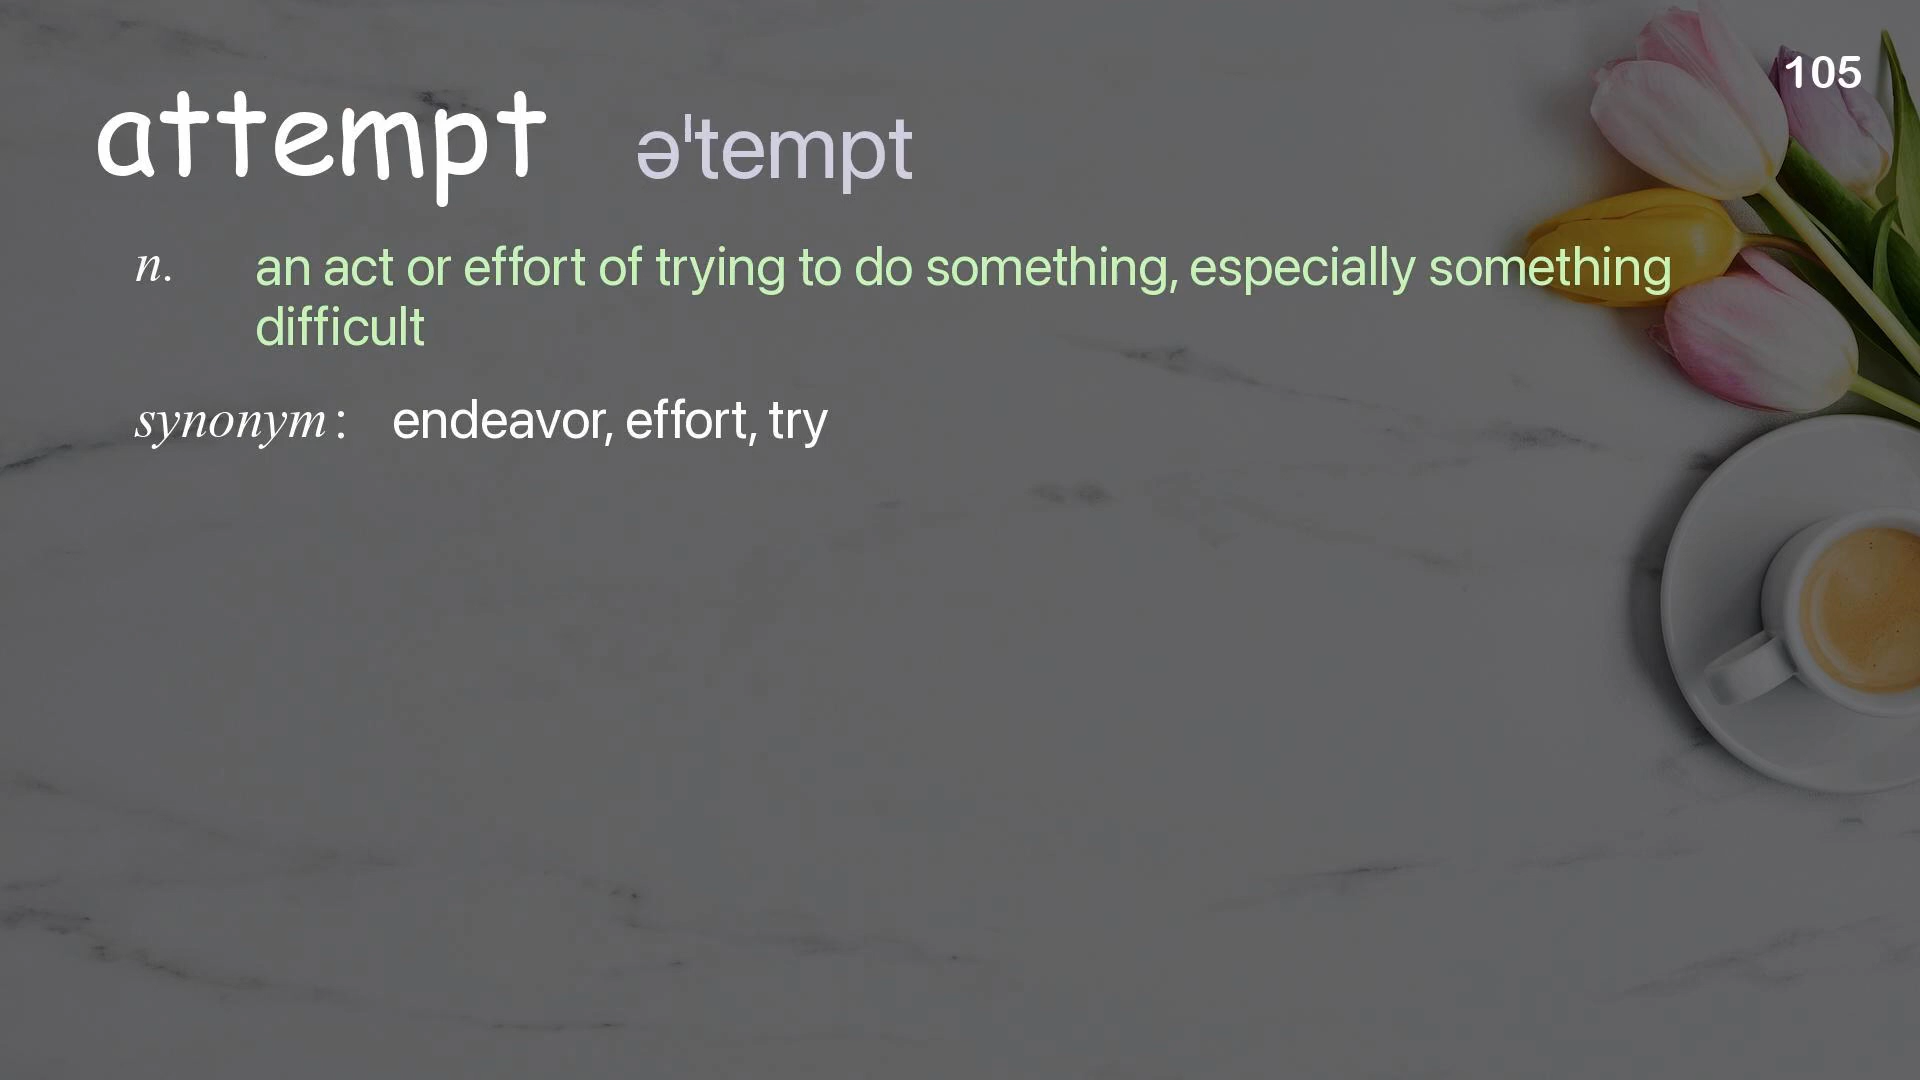 105
attempt əˈtempt
n. an act or effort of trying to do something, especially something
difficult
synonym: endeavor, effort, try